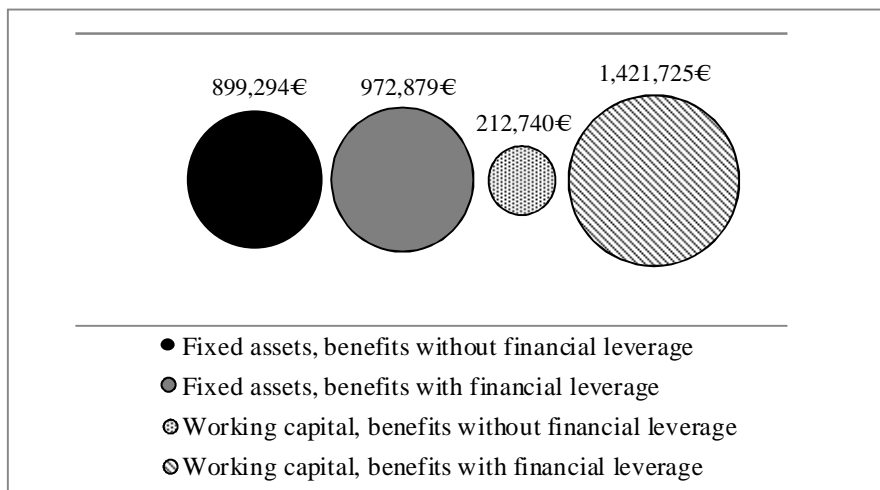 1,421,725€
899,294€ 972,879€
212,740€
Fixed assets, benefits without financial leverage
Fixed assets, benefits with financial leverage
Working capital, benefits without financial leverage
Working capital, benefits with financial leverage